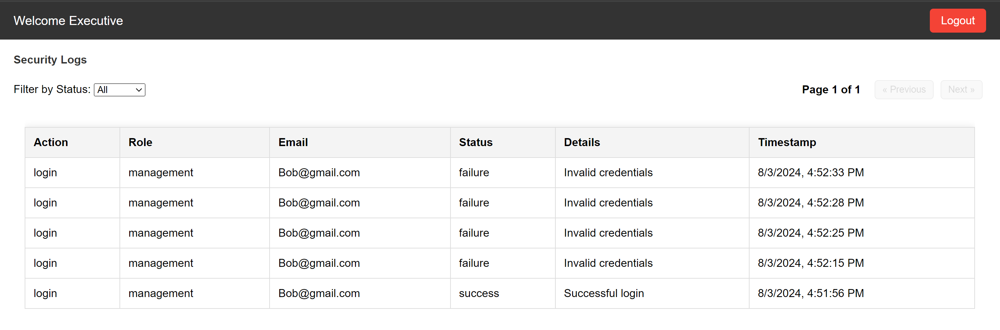 Welcome Executive Logout
Security Logs
Filter by Status: All Page 1 of 1 « Previous Next »
Action Role Email Status Details Timestamp
login management Bob@gmail.com failure Invalid credentials 8/3/2024, 4:52:33 PM
login management Bob@gmail.com failure Invalid credentials 8/3/2024, 4:52:28 PM
login management Bob@gmail.com failure Invalid credentials 8/3/2024, 4:52:25 PM
login management Bob@gmail.com failure Invalid credentials 8/3/2024, 4:52:15 PM
login management Bob@gmail.com success Successful login 8/3/2024, 4:51:56 PM